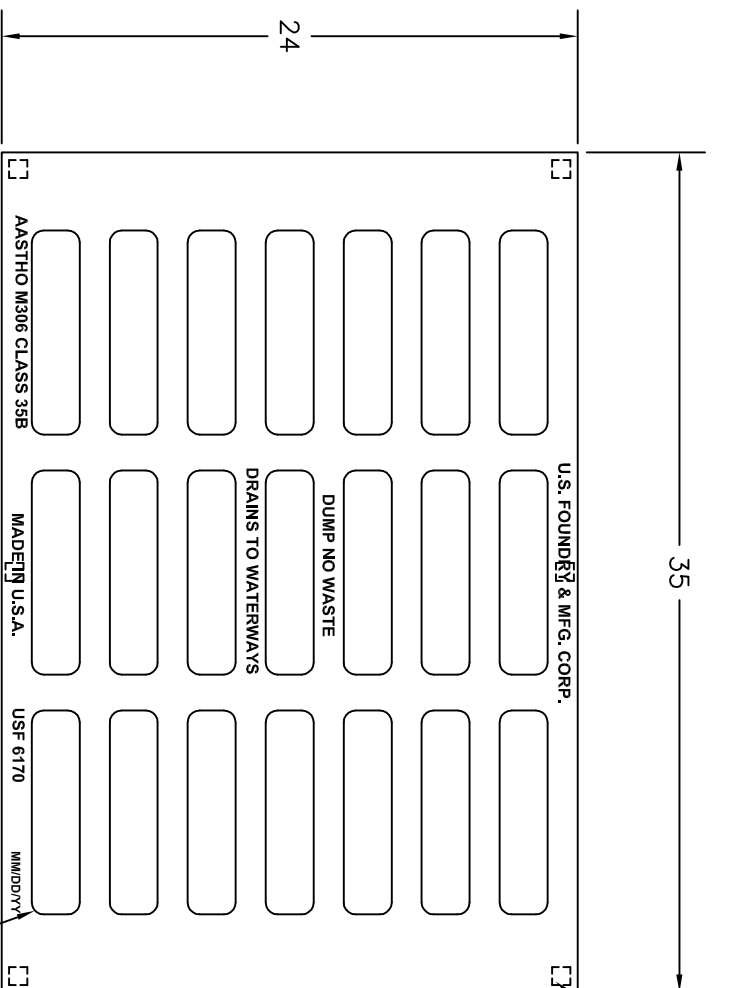 35
24
U.S. FOUNDRY & MFG. CORP.
DUMP NO WASTE
DRAINS TO WATERWAYS
AASTHO M306 CLASS 35B
MADE IN U.S.A.
USF 6170
MM/DD/YY